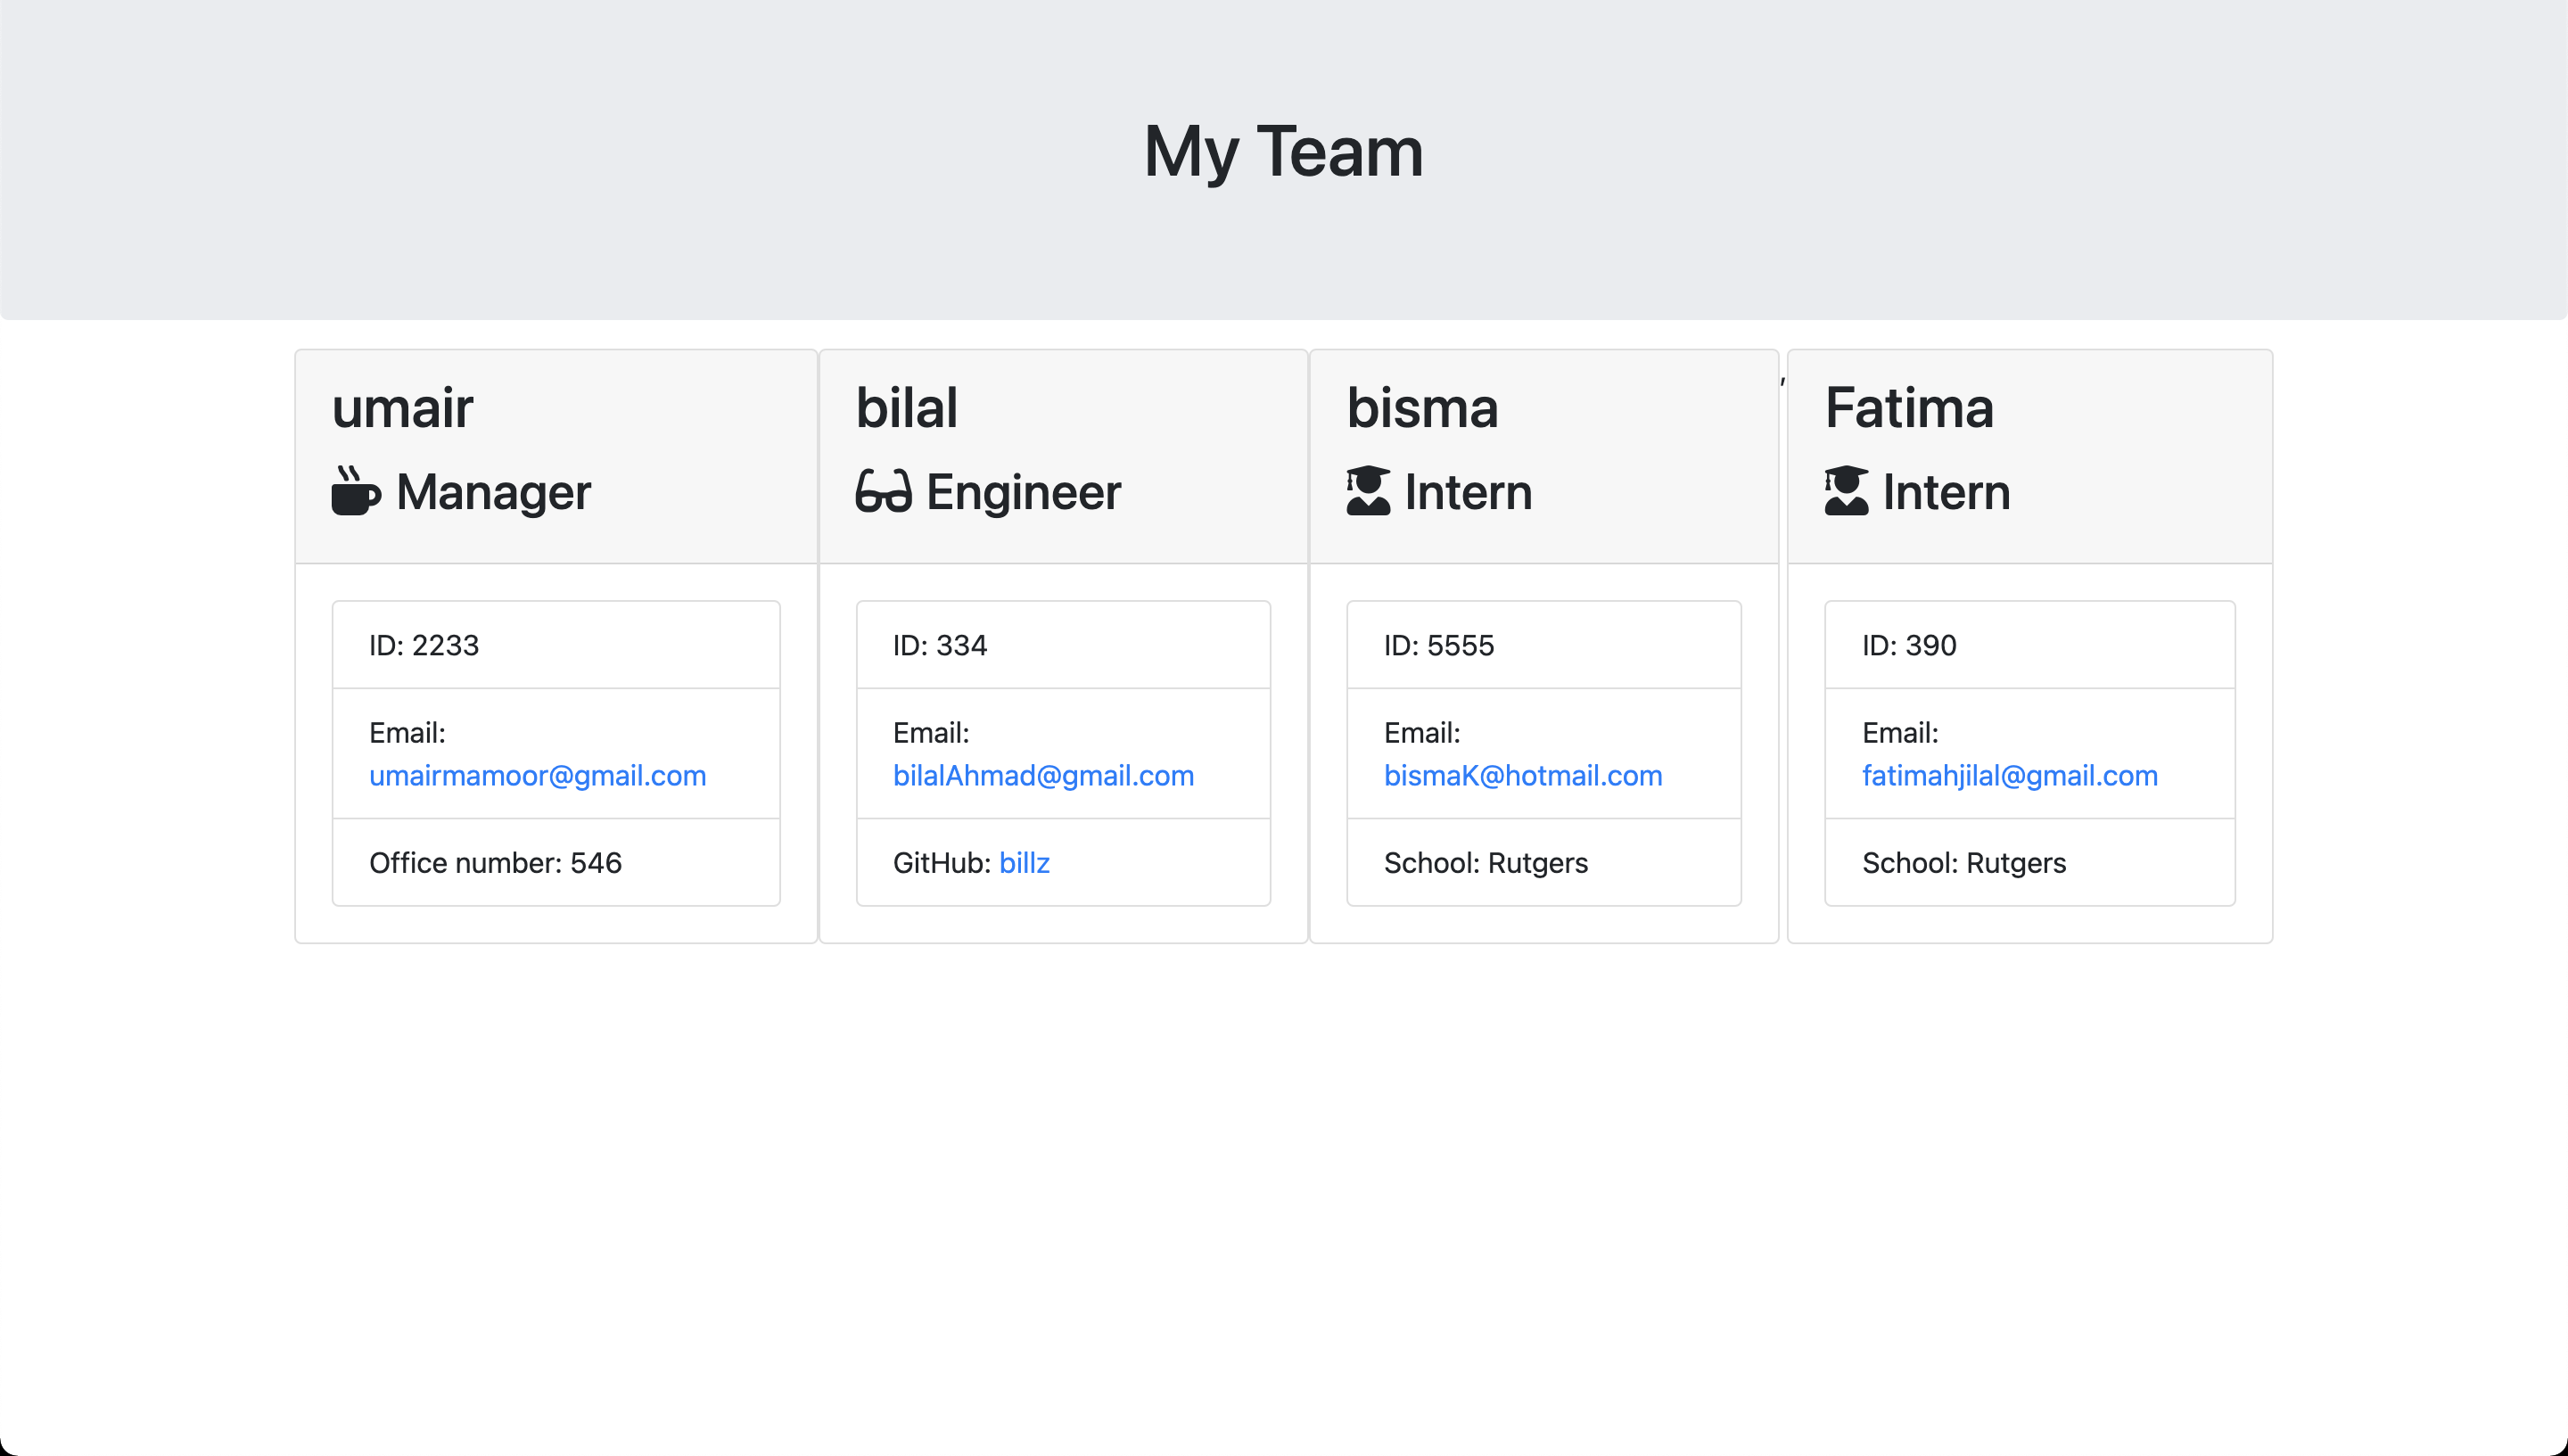 My Team
umair
Manager
ID: 2233
Email:
umairmamoor@gmail.com
Office number: 546
bilal
Engineer
ID: 334
Email:
bilalAhmad@gmail.com
GitHub: billz
bisma
Intern
ID: 5555
Email:
bismaK@hotmail.com
School: Rutgers
,
Fatima
Intern
ID: 390
Email:
fatimahjilal@gmail.com
School: Rutgers